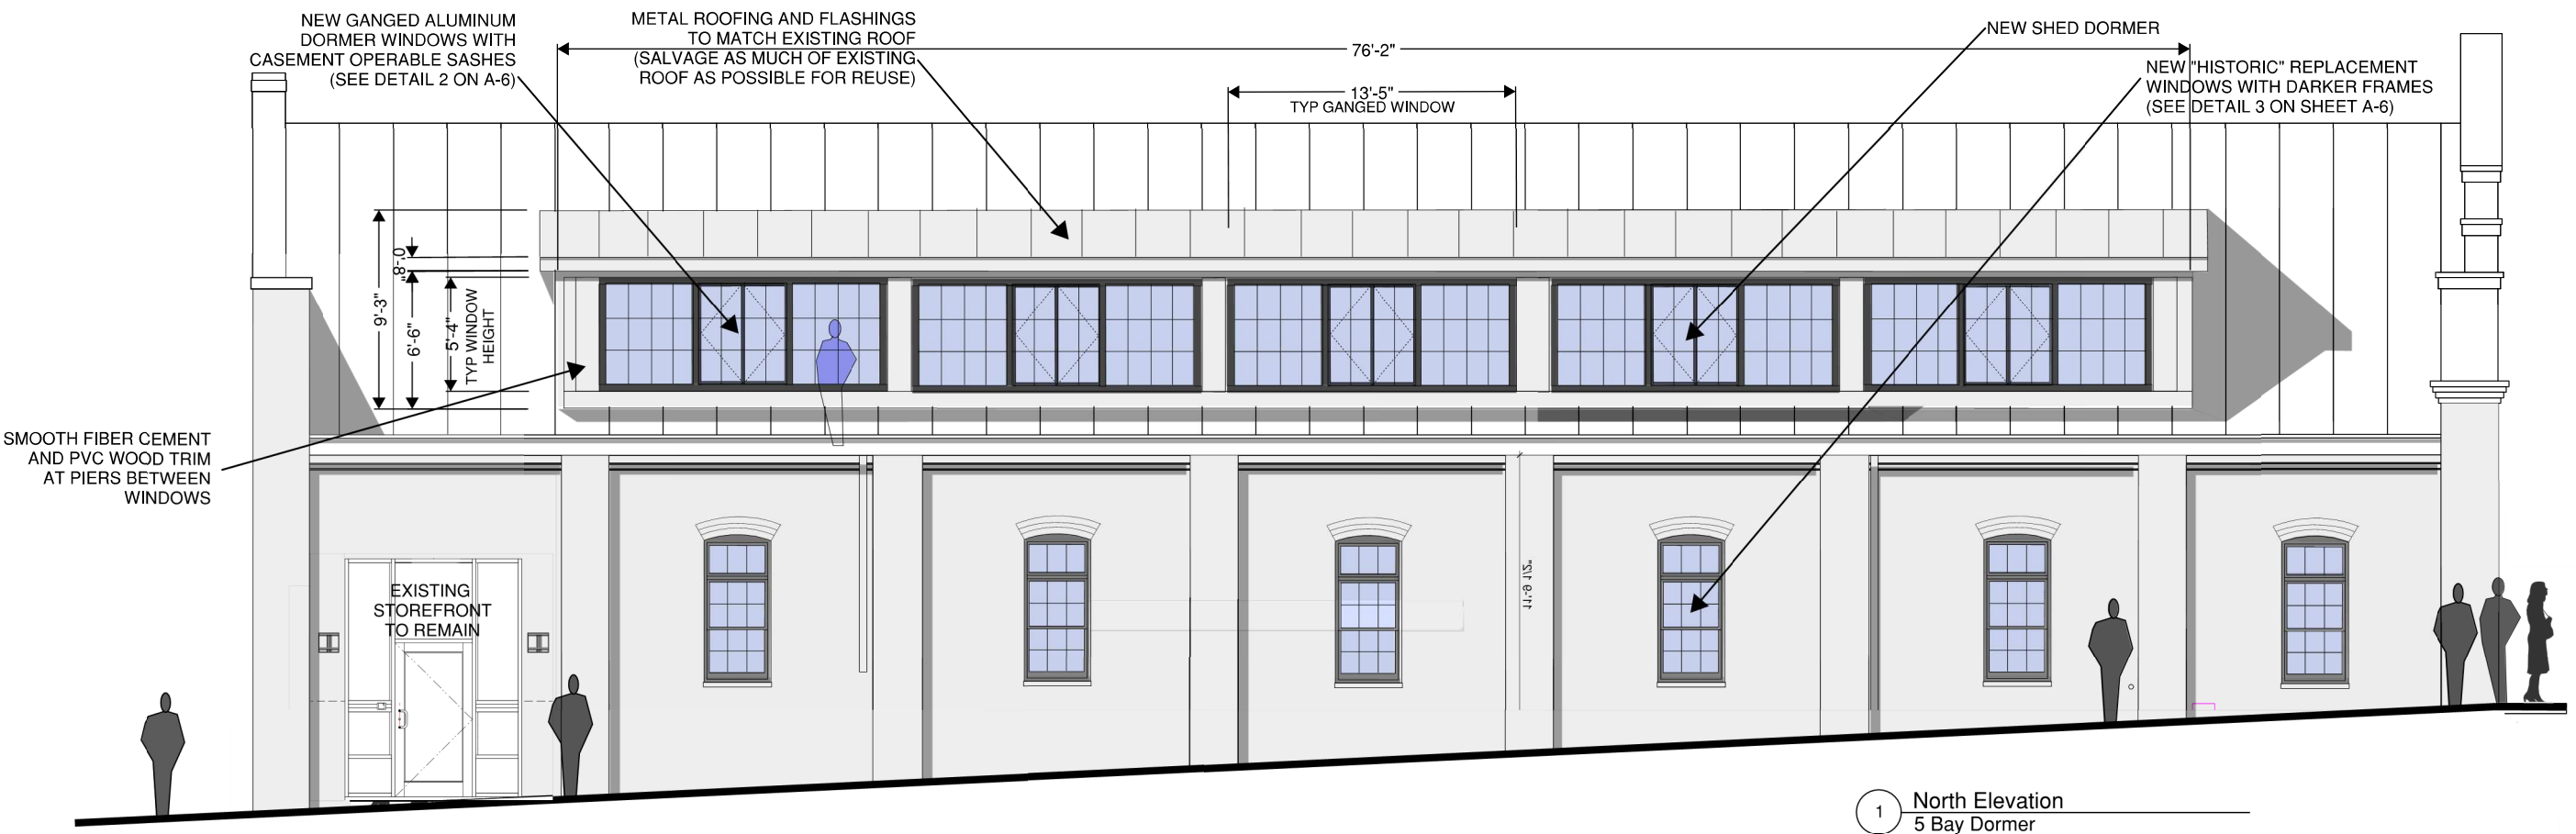 NEW GANGED ALUMINUM
DORMER WINDOWS WITH
CASEMENT OPERABLE SASHES
(SEE DETAIL 2 ON A-6)
METAL ROOFING AND FLASHINGS
TO MATCH EXISTING ROOF
(SALVAGE AS MUCH OF EXISTING
ROOF AS POSSIBLE FOR REUSE)
76'-2"
13'-5"
TYP GANGED WINDOW
NEW SHED DORMER
NEW "HISTORIC" REPLACEMENT
WINDOWS WITH DARKER FRAMES
(SEE DETAIL 3 ON SHEET A-6)
9'-3"
0'-8"
6'-6"
5'-4"
TYP WINDOW
HEIGHT
SMOOTH FIBER CEMENT
AND PVC WOOD TRIM
AT PIERS BETWEEN
WINDOWS
EXISTING
STOREFRONT
TO REMAIN
11'-9 1/2"
1
North Elevation
5 Bay Dormer